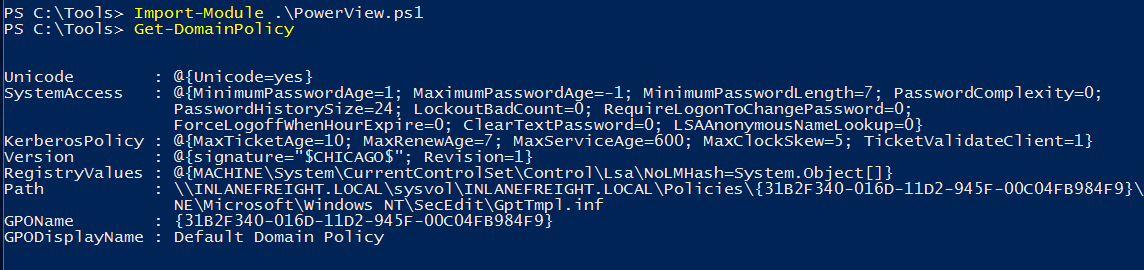 PS C:\Tools> Import-Module .\PowerView.ps1
PS C:\Tools> Get-DomainPolicy
Unicode : @{Unicode=yes}
SystemAccess : @{MinimumPasswordAge=1; MaximumPasswordAge=-1; MinimumPasswordLength=7; PasswordComplexity=0;
PasswordHistorySize=24; LockoutBadCount=0; RequireLogonToChangePassword=0;
ForceLogoffWhenHourExpire=0; ClearTextPassword=0; LSAAnonymousNameLookup=0}
KerberosPolicy : @{MaxTicketAge=10; MaxRenewAge=7; MaxServiceAge=600; MaxClockSkew=5; TicketValidateClient=1}
Version : @{signature="$CHICAGO$"; Revision=1}
RegistryValues : @{MACHINE\System\CurrentControlSet\Control\Lsa\NoLMHash=System.Object[]}
Path : \\INLANEFREIGHT.LOCAL\sysvol\INLANEFREIGHT.LOCAL\Policies\{31B2F340-016D-11D2-945F-00C04FB984F9}\
NE\Microsoft\Windows NT\SecEdit\GptTmpl.inf
GPOName : {31B2F340-016D-11D2-945F-00C04FB984F9}
GPODisplayName : Default Domain Policy